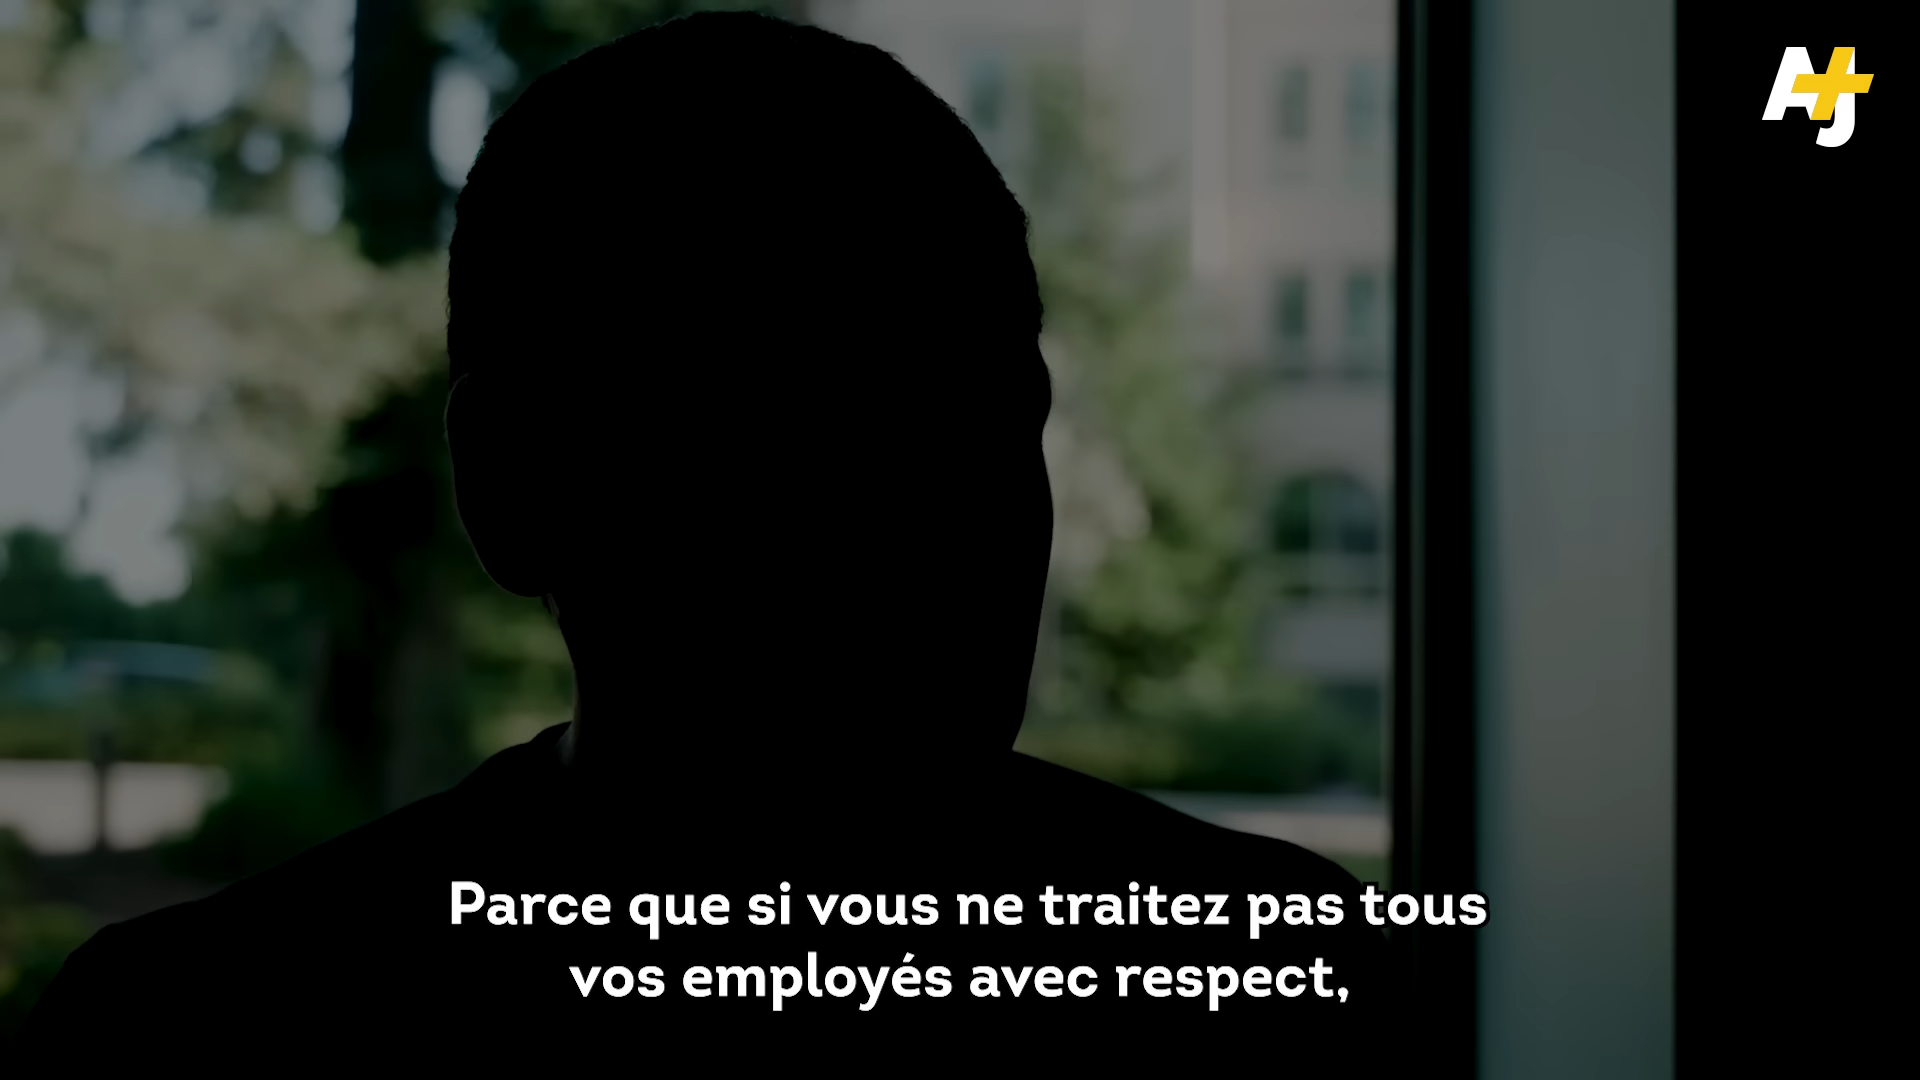 AJ+
Parce que si vous ne traitez pas tous
vos employés avec respect,